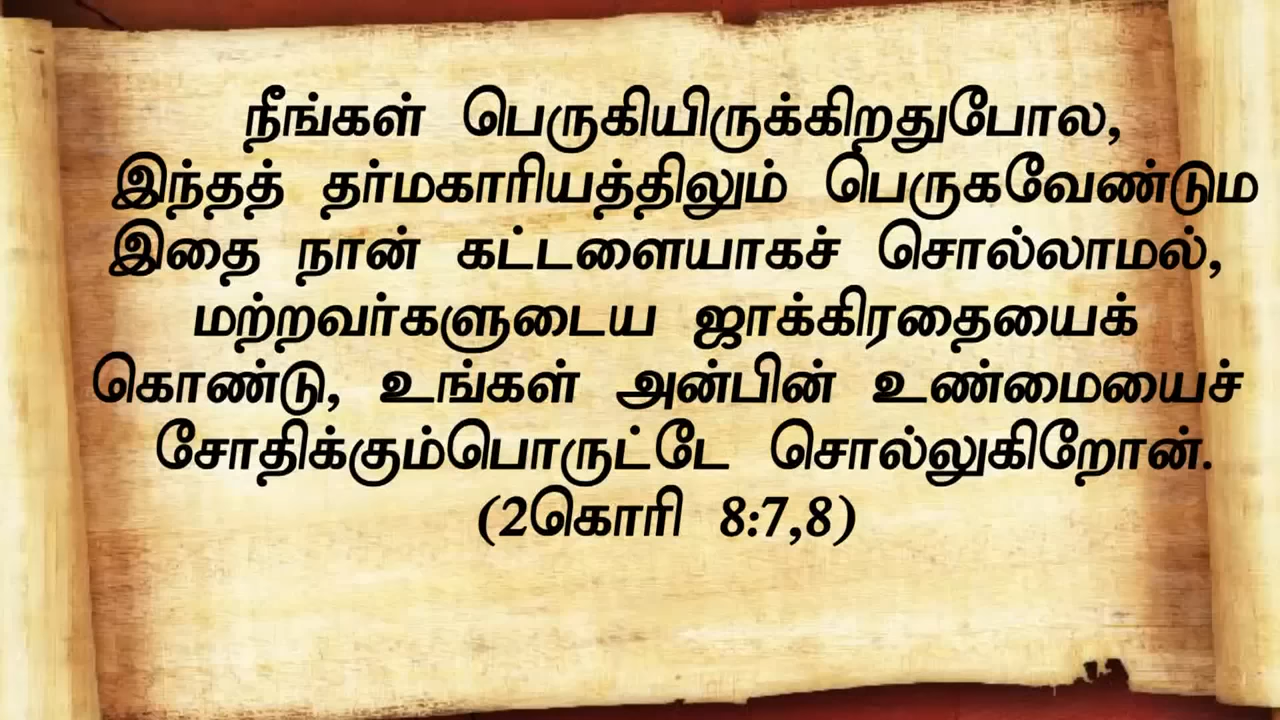 நீங்கள் பெருகியிருக்கிறதுபோல,
இந்தத் தர்மகாரியத்திலும் பெருகவேண்டும
இதை நான் கட்டளையாகச் சொல்லாமல்,
மற்றவர்களுடைய ஜாக்கிரதையைக்
கொண்டு, உங்கள் அன்பின் உண்மையைச்
சோதிக்கும்பொருட்டே சொல்லுகிறோன்.
(2கொரி 8:7,8)